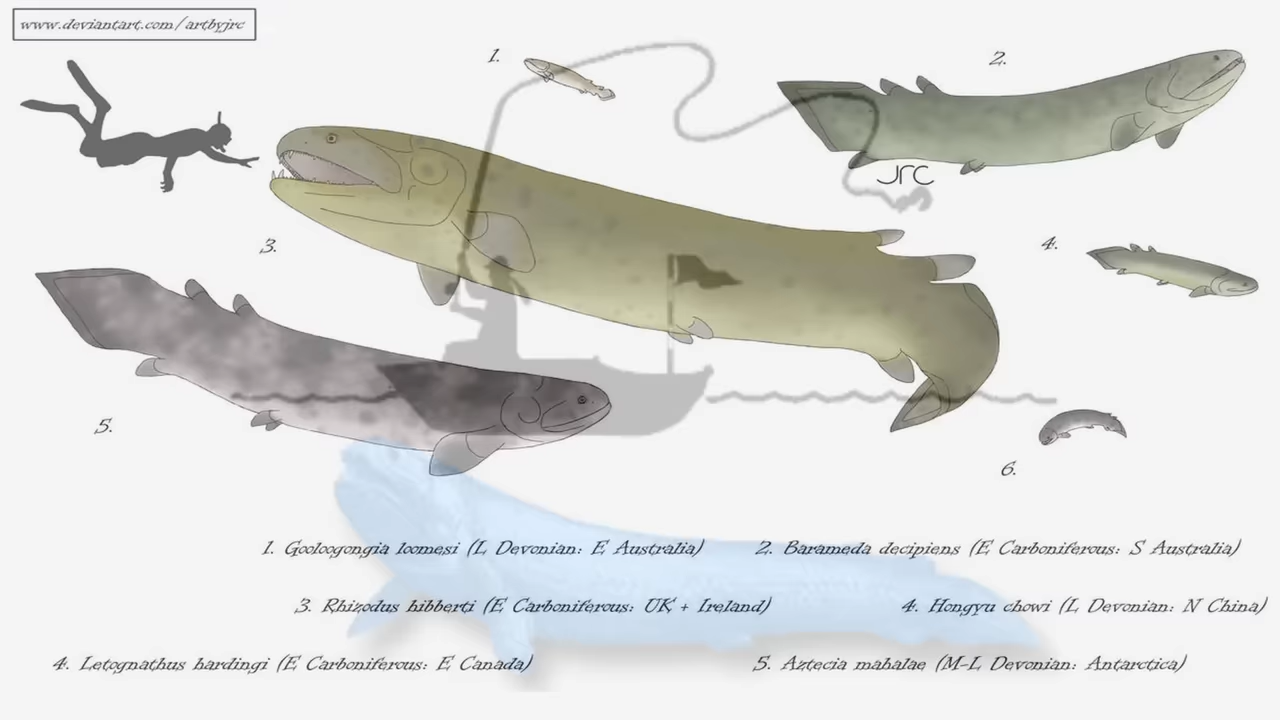 www.deviantart.com/artbyjrc
1.
2.
JrC
3.
4.
5.
6.
1. Gooloogongia loomesi (L Devonian: E Australia)
2. Barameda decipiens (E Carboniferous: S Australia)
3. Rhizodus hibberti (E Carboniferous: UK + Ireland)
4. Hongyu chowi (L Devonian: N China)
4. Letognathus hardingi (E Carboniferous: E Canada)
5. Aztecia mahalae (M-L Devonian: Antarctica)